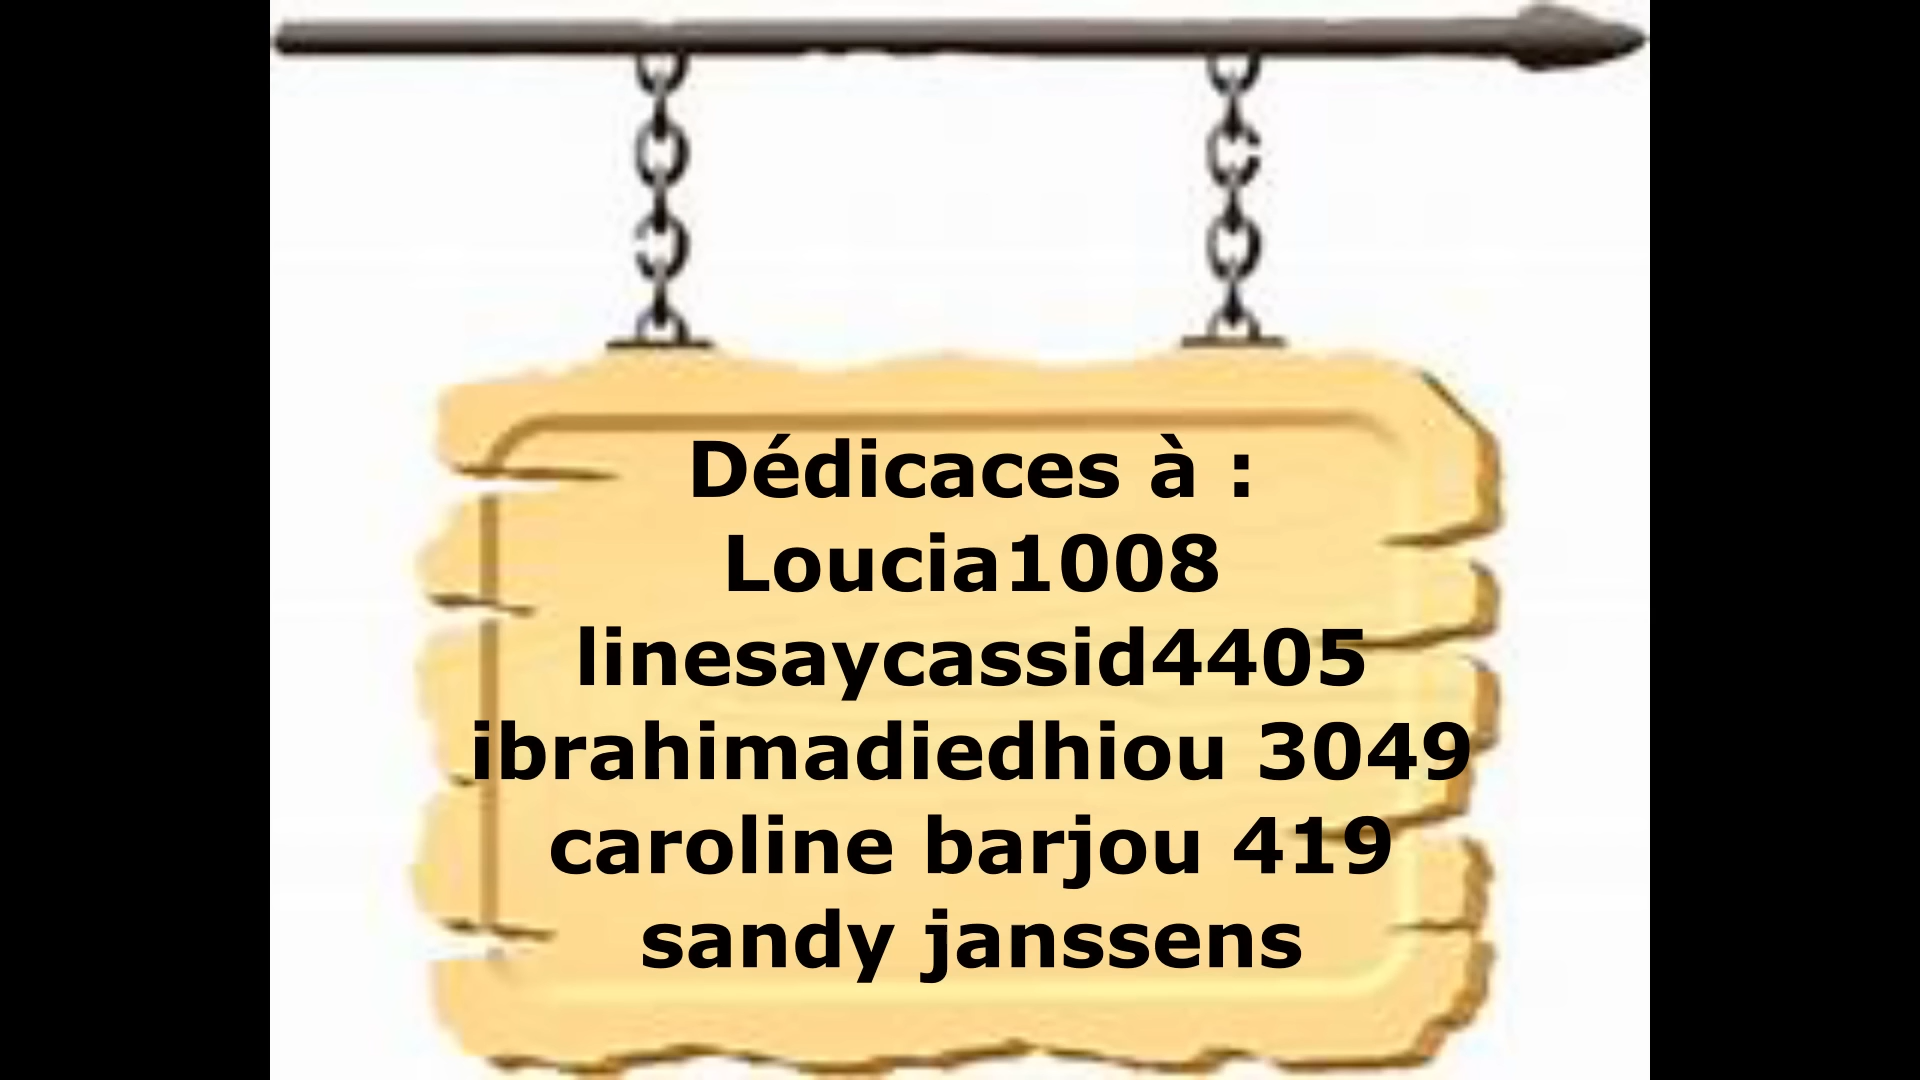 Dédicaces à :
Loucia1008
linesaycassid4405
ibrahimadiedhiou 3049
caroline barjou 419
sandy janssens